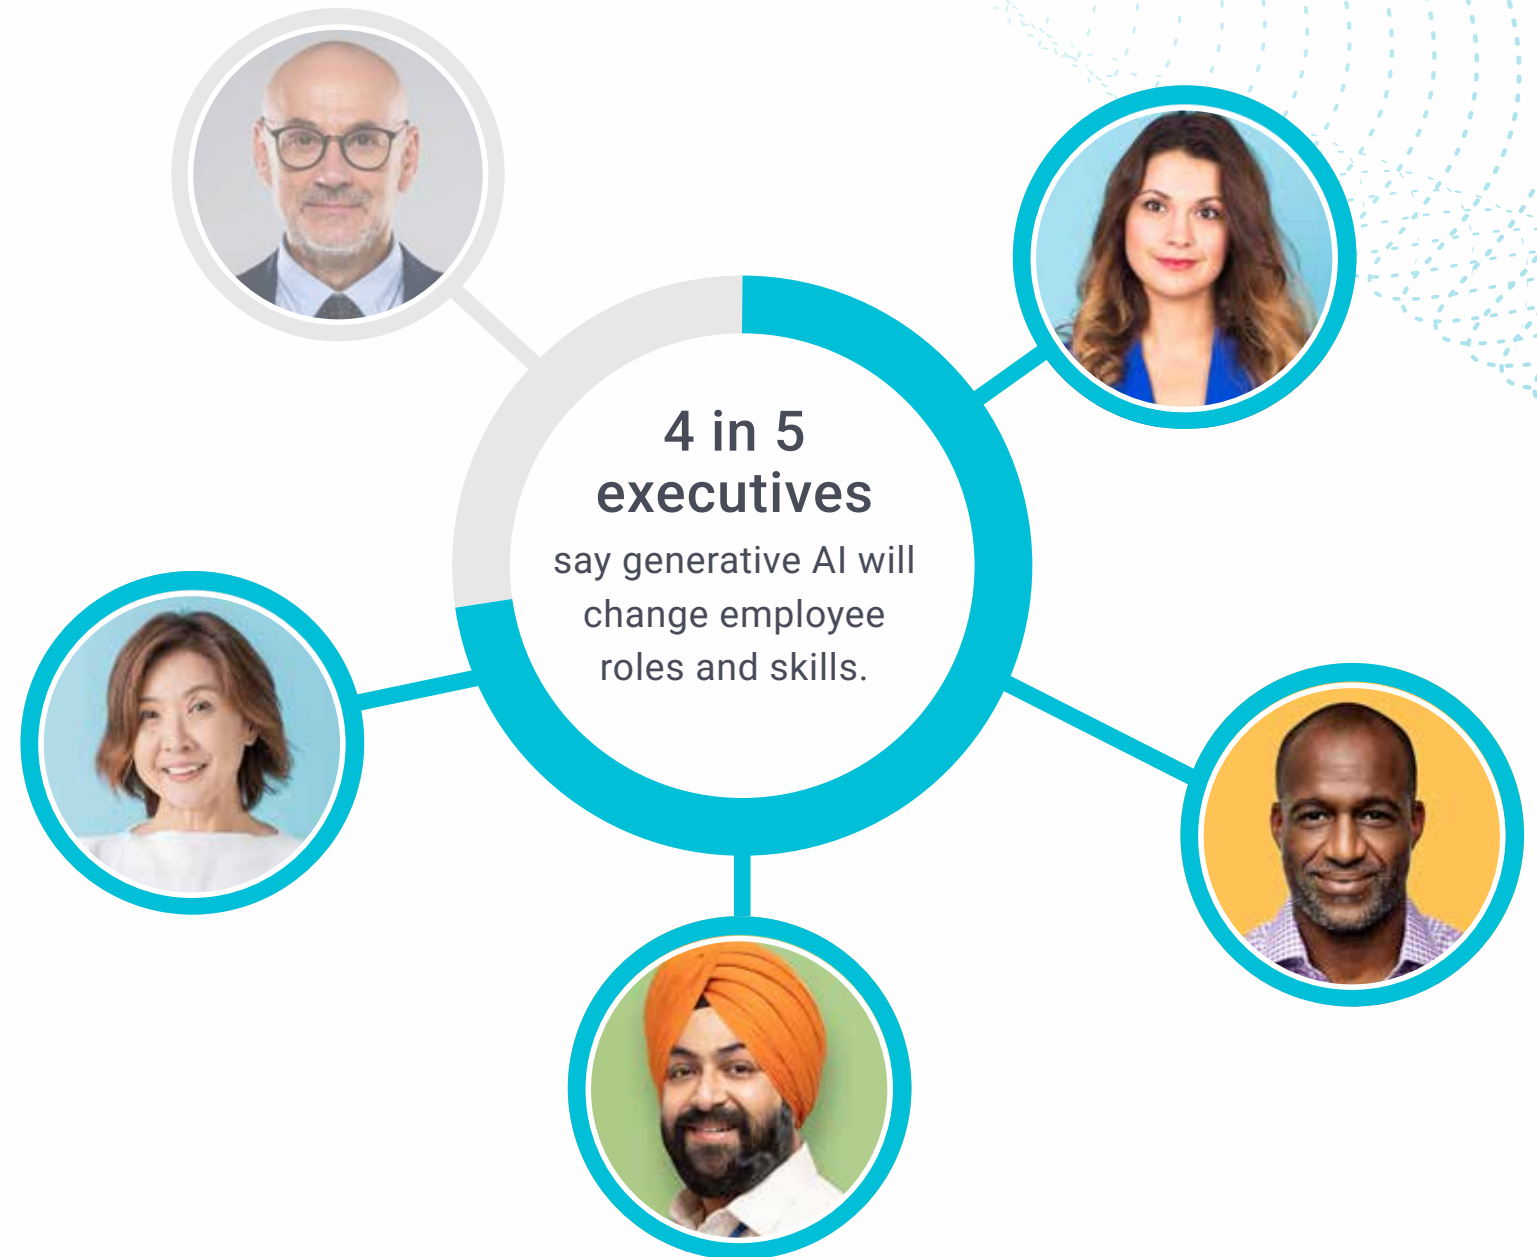 4 in 5
executives
say generative AI will
change employee
roles and skills.